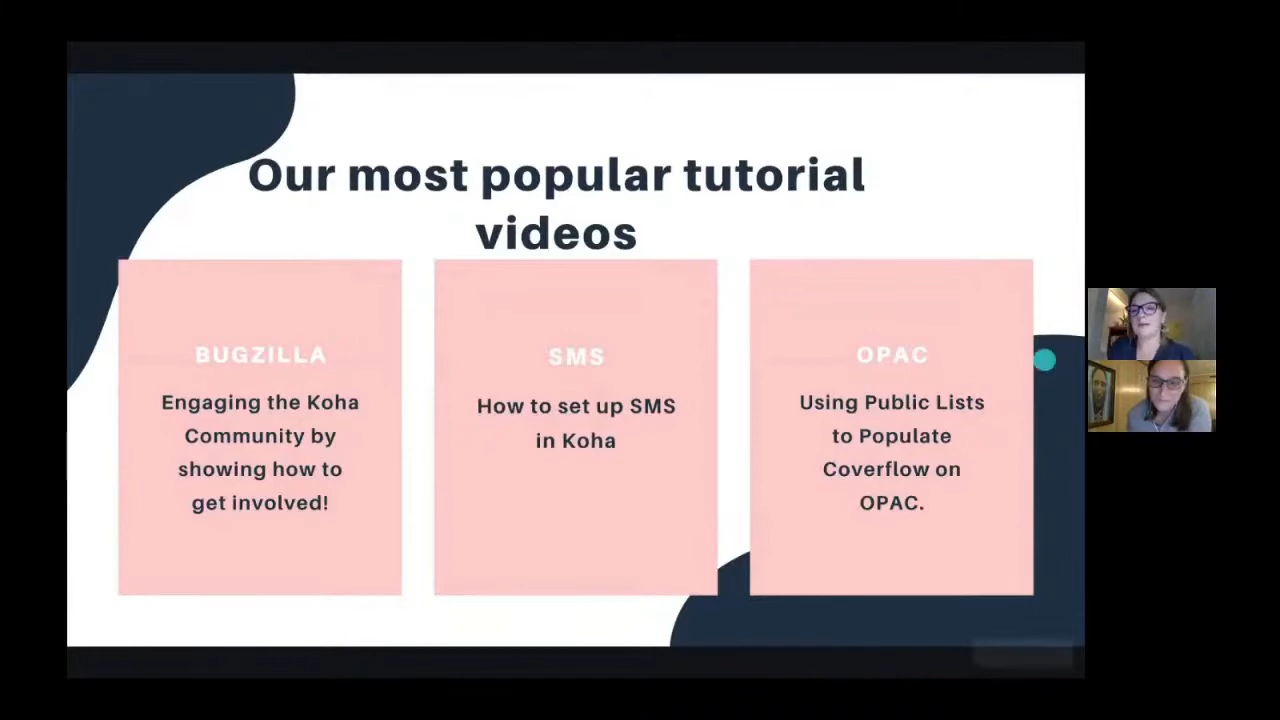 Our most popular tutorial
videos
BUGZILLA
Engaging the Koha
Community by
showing how to
get involved!
SMS
How to set up SMS
in Koha
OPAC
Using Public Lists
to Populate
Coverflow on
OPAC.